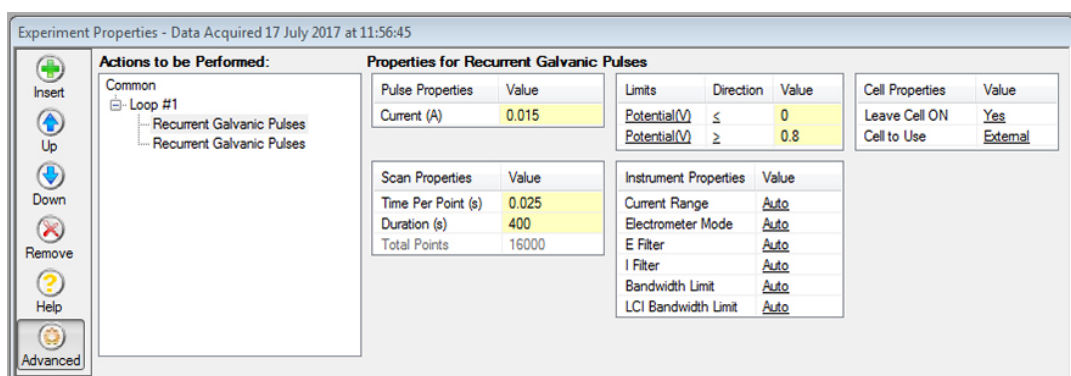 Experiment Properties - Data Acquired 17 July 2017 at 11:56:45
Insert
Up
Down
Remove
Help
Advanced
Actions to be Performed:
Common
Loop #1
Recurrent Galvanic Pulses
Recurrent Galvanic Pulses
Properties for Recurrent Galvanic Pulses
Pulse Properties Value
Current (A) 0.015
Limits Direction Value
Potential(V) ≤ 0
Potential(V) ≥ 0.8
Cell Properties Value
Leave Cell ON Yes
Cell to Use External
Scan Properties Value
Time Per Point (s) 0.025
Duration (s) 400
Total Points 16000
Instrument Properties Value
Current Range Auto
Electrometer Mode Auto
E Filter Auto
I Filter Auto
Bandwidth Limit Auto
LCI Bandwidth Limit Auto